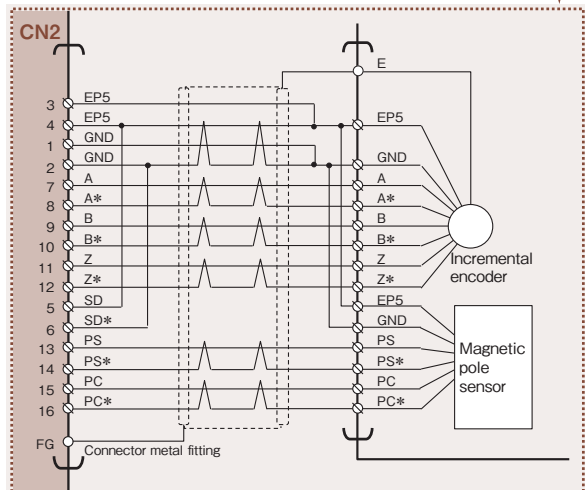 CN2
E
3 EP5
4 EP5 EP5
1 GND
2 GND GND
7 A A
8 A* A*
9 B B
10 B* B*
11 Z Z
12 Z* Z*
Incremental
encoder
5 SD EP5
6 SD* GND
13 PS PS
14 PS* PS*
15 PC PC
16 PC* PC*
Magnetic
pole
sensor
FG Connector metal fitting